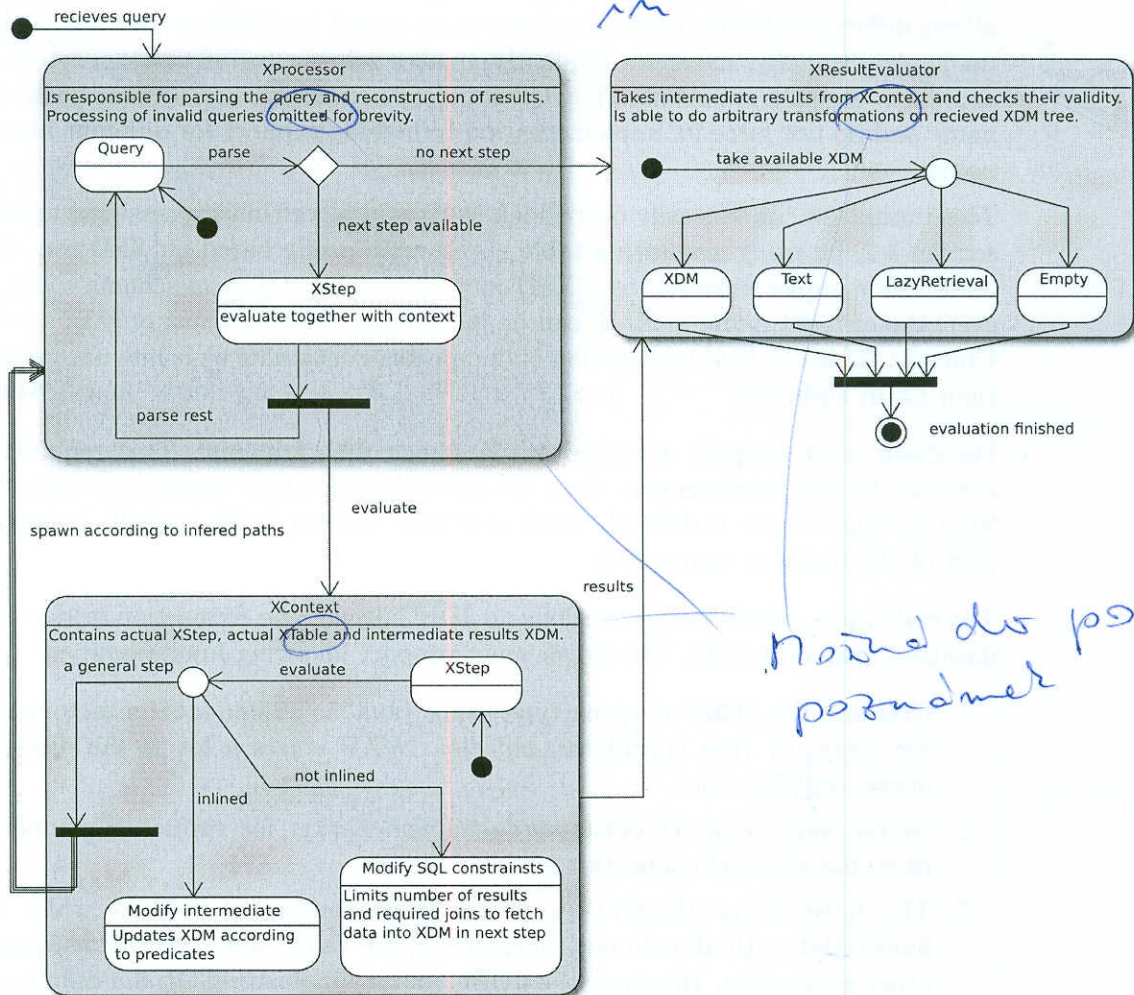 recieves query
XProcessor
Is responsible for parsing the query and reconstruction of results.
Processing of invalid queries omitted for brevity.
Query
parse
no next step
next step available
XStep
evaluate together with context
parse rest
XResultEvaluator
Takes intermediate results from XContext and checks their validity.
Is able to do arbitrary transformations on recieved XDM tree.
take available XDM
XDM
Text
LazyRetrieval
Empty
evaluation finished
evaluate
spawn according to infered paths
results
XContext
Contains actual XStep, actual XTable and intermediate results XDM.
a general step
evaluate
XStep
not inlined
inlined
Modify intermediate
Updates XDM according
to predicates
Modify SQL constrainsts
Limits number of results
and required joins to fetch
data into XDM in next step
Možná do po
poznámek